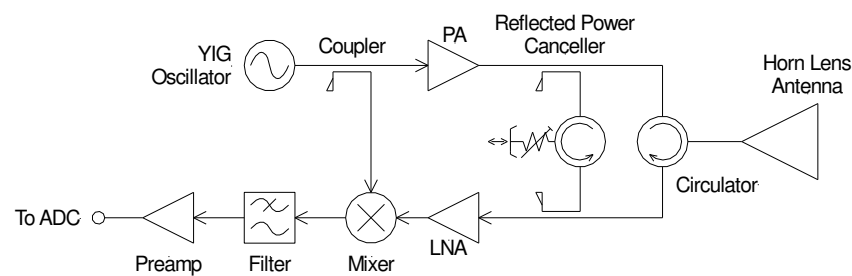 YIG
Oscillator
Coupler
PA
Reflected Power
Canceller
Horn Lens
Antenna
Circulator
To ADC
Preamp
Filter
Mixer
LNA